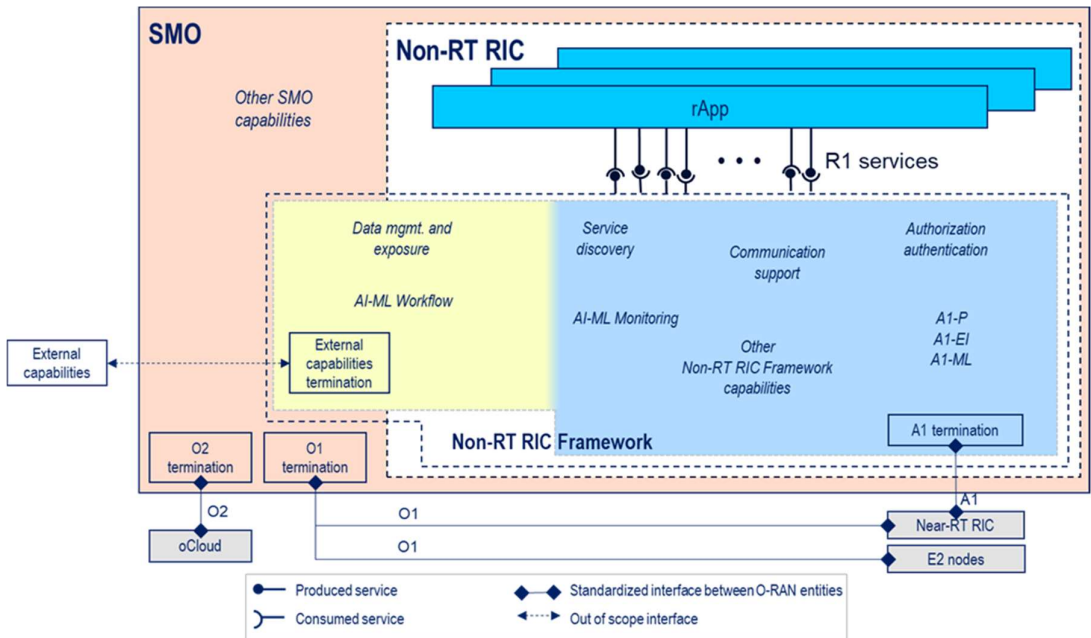 SMO
Non-RT RIC
Other SMO
capabilities
rApp
R1 services
Data mgmt. and
exposure
Service
discovery
Communication
support
Authorization
authentication
AI-ML Workflow
AI-ML Monitoring
A1-P
A1-EI
A1-ML
Other
Non-RT RIC Framework
capabilities
External
capabilities
External
capabilities
termination
Non-RT RIC Framework
A1 termination
O2
termination
O1
termination
O2
O1
A1
oCloud
Near-RT RIC
O1
E2 nodes
Produced service
Standardized interface between O-RAN entities
Consumed service
Out of scope interface